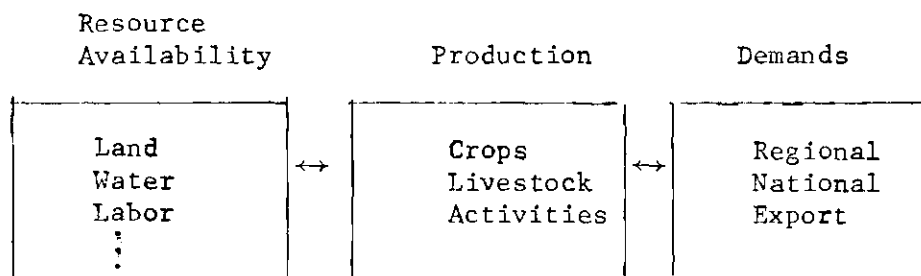 Resource
Availability
Production
Demands
Land
Water
Labor
⋮
↔
Crops
Livestock
Activities
↔
Regional
National
Export